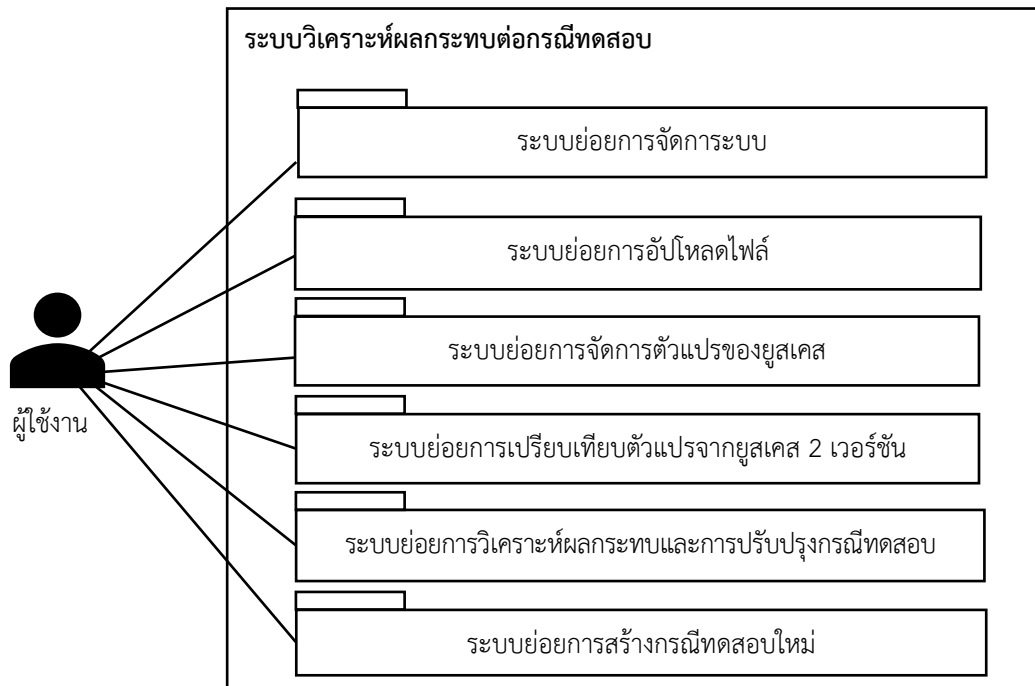 ระบบวิเคราะห์ผลกระทบต่อกรณีทดสอบ
ระบบย่อยการจัดการะบบ
ระบบย่อยการอัปโหลดไฟล์
ระบบย่อยการจัดการตัวแปรของยูสเคส
ผู้ใช้งาน
ระบบย่อยการเปรียบเทียบตัวแปรจากยูสเคส 2 เวอร์ชัน
ระบบย่อยการวิเคราะห์ผลกระทบและการปรับปรุงกรณีทดสอบ
ระบบย่อยการสร้างกรณีทดสอบใหม่